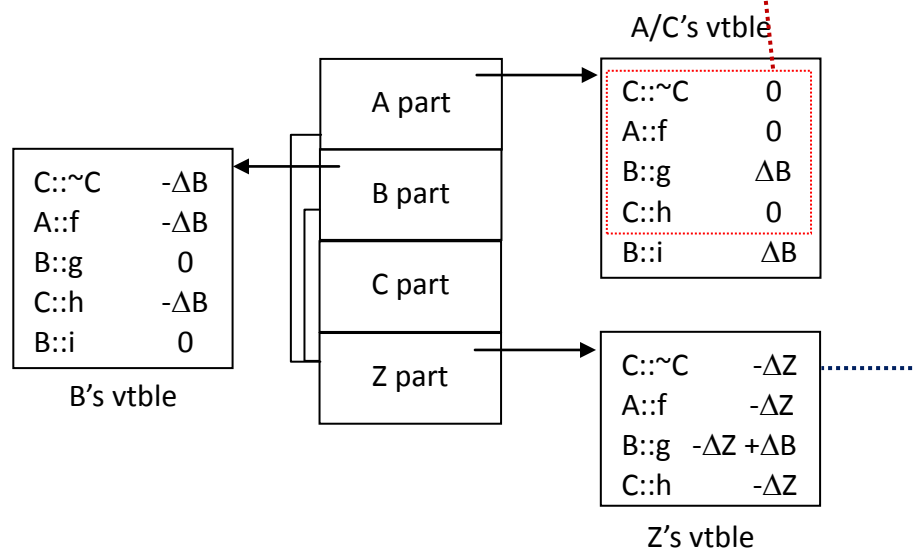 A/C's vtble
A part
B part
C part
Z part
C::~C 0
A::f 0
B::g ΔB
C::h 0
B::i ΔB
C::~C -ΔB
A::f -ΔB
B::g 0
C::h -ΔB
B::i 0
B's vtble
C::~C -ΔZ
A::f -ΔZ
B::g -ΔZ +ΔB
C::h -ΔZ
Z's vtble